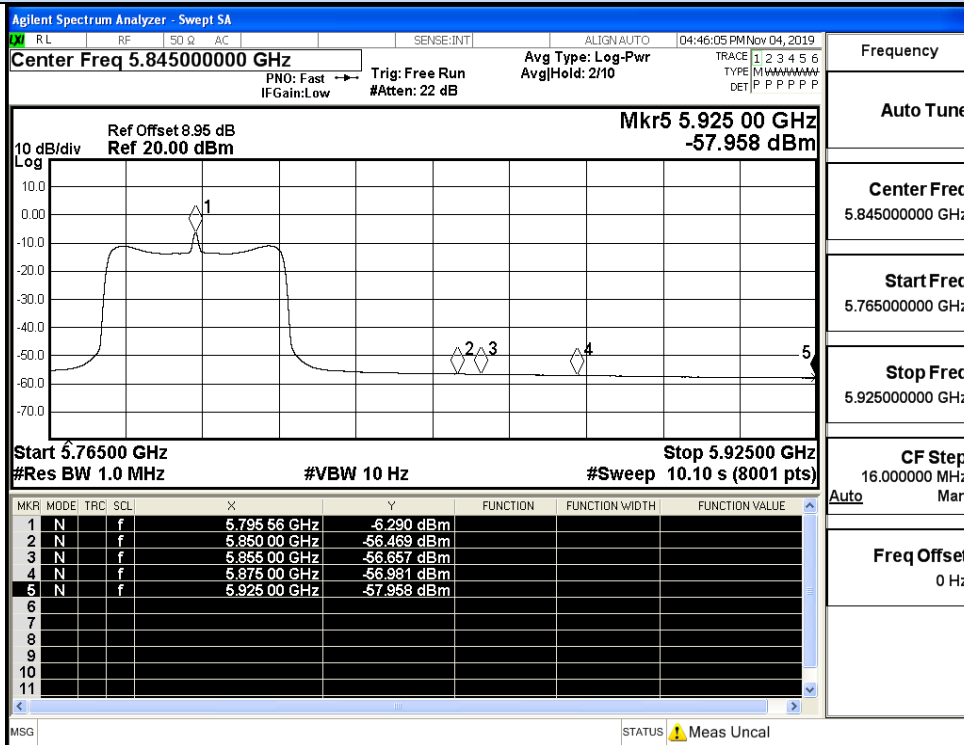 Agilent Spectrum Analyzer - Swept SA
LXI RL RF 50 Ω AC SENSE:INT ALIGN AUTO 04:46:05 PM Nov 04, 2019
Center Freq 5.845000000 GHz
PNO: Fast
IFGain:Low
Trig: Free Run
#Atten: 22 dB
Avg Type: Log-Pwr
Avg|Hold: 2/10
TRACE 1 2 3 4 5 6
TYPE M WWWWW
DET P P P P P P
Mkr5 5.925 00 GHz
-57.958 dBm
Ref Offset 8.95 dB
10 dB/div Ref 20.00 dBm
Log
10.0
0.00
-10.0
-20.0
-30.0
-40.0
-50.0
-60.0
-70.0
1
2
3
4
5
Start 5.76500 GHz Stop 5.92500 GHz
#Res BW 1.0 MHz #VBW 10 Hz #Sweep 10.10 s (8001 pts)
MKR MODE TRC SCL X Y FUNCTION FUNCTION WIDTH FUNCTION VALUE
1 N f 5.795 56 GHz -6.290 dBm
2 N f 5.850 00 GHz -56.469 dBm
3 N f 5.855 00 GHz -56.657 dBm
4 N f 5.875 00 GHz -56.981 dBm
5 N f 5.925 00 GHz -57.958 dBm
6
7
8
9
10
11
MSG STATUS Meas Uncal
Frequency
Auto Tune
Center Freq
5.845000000 GHz
Start Freq
5.765000000 GHz
Stop Freq
5.925000000 GHz
CF Step
16.000000 MHz
Auto Man
Freq Offset
0 Hz